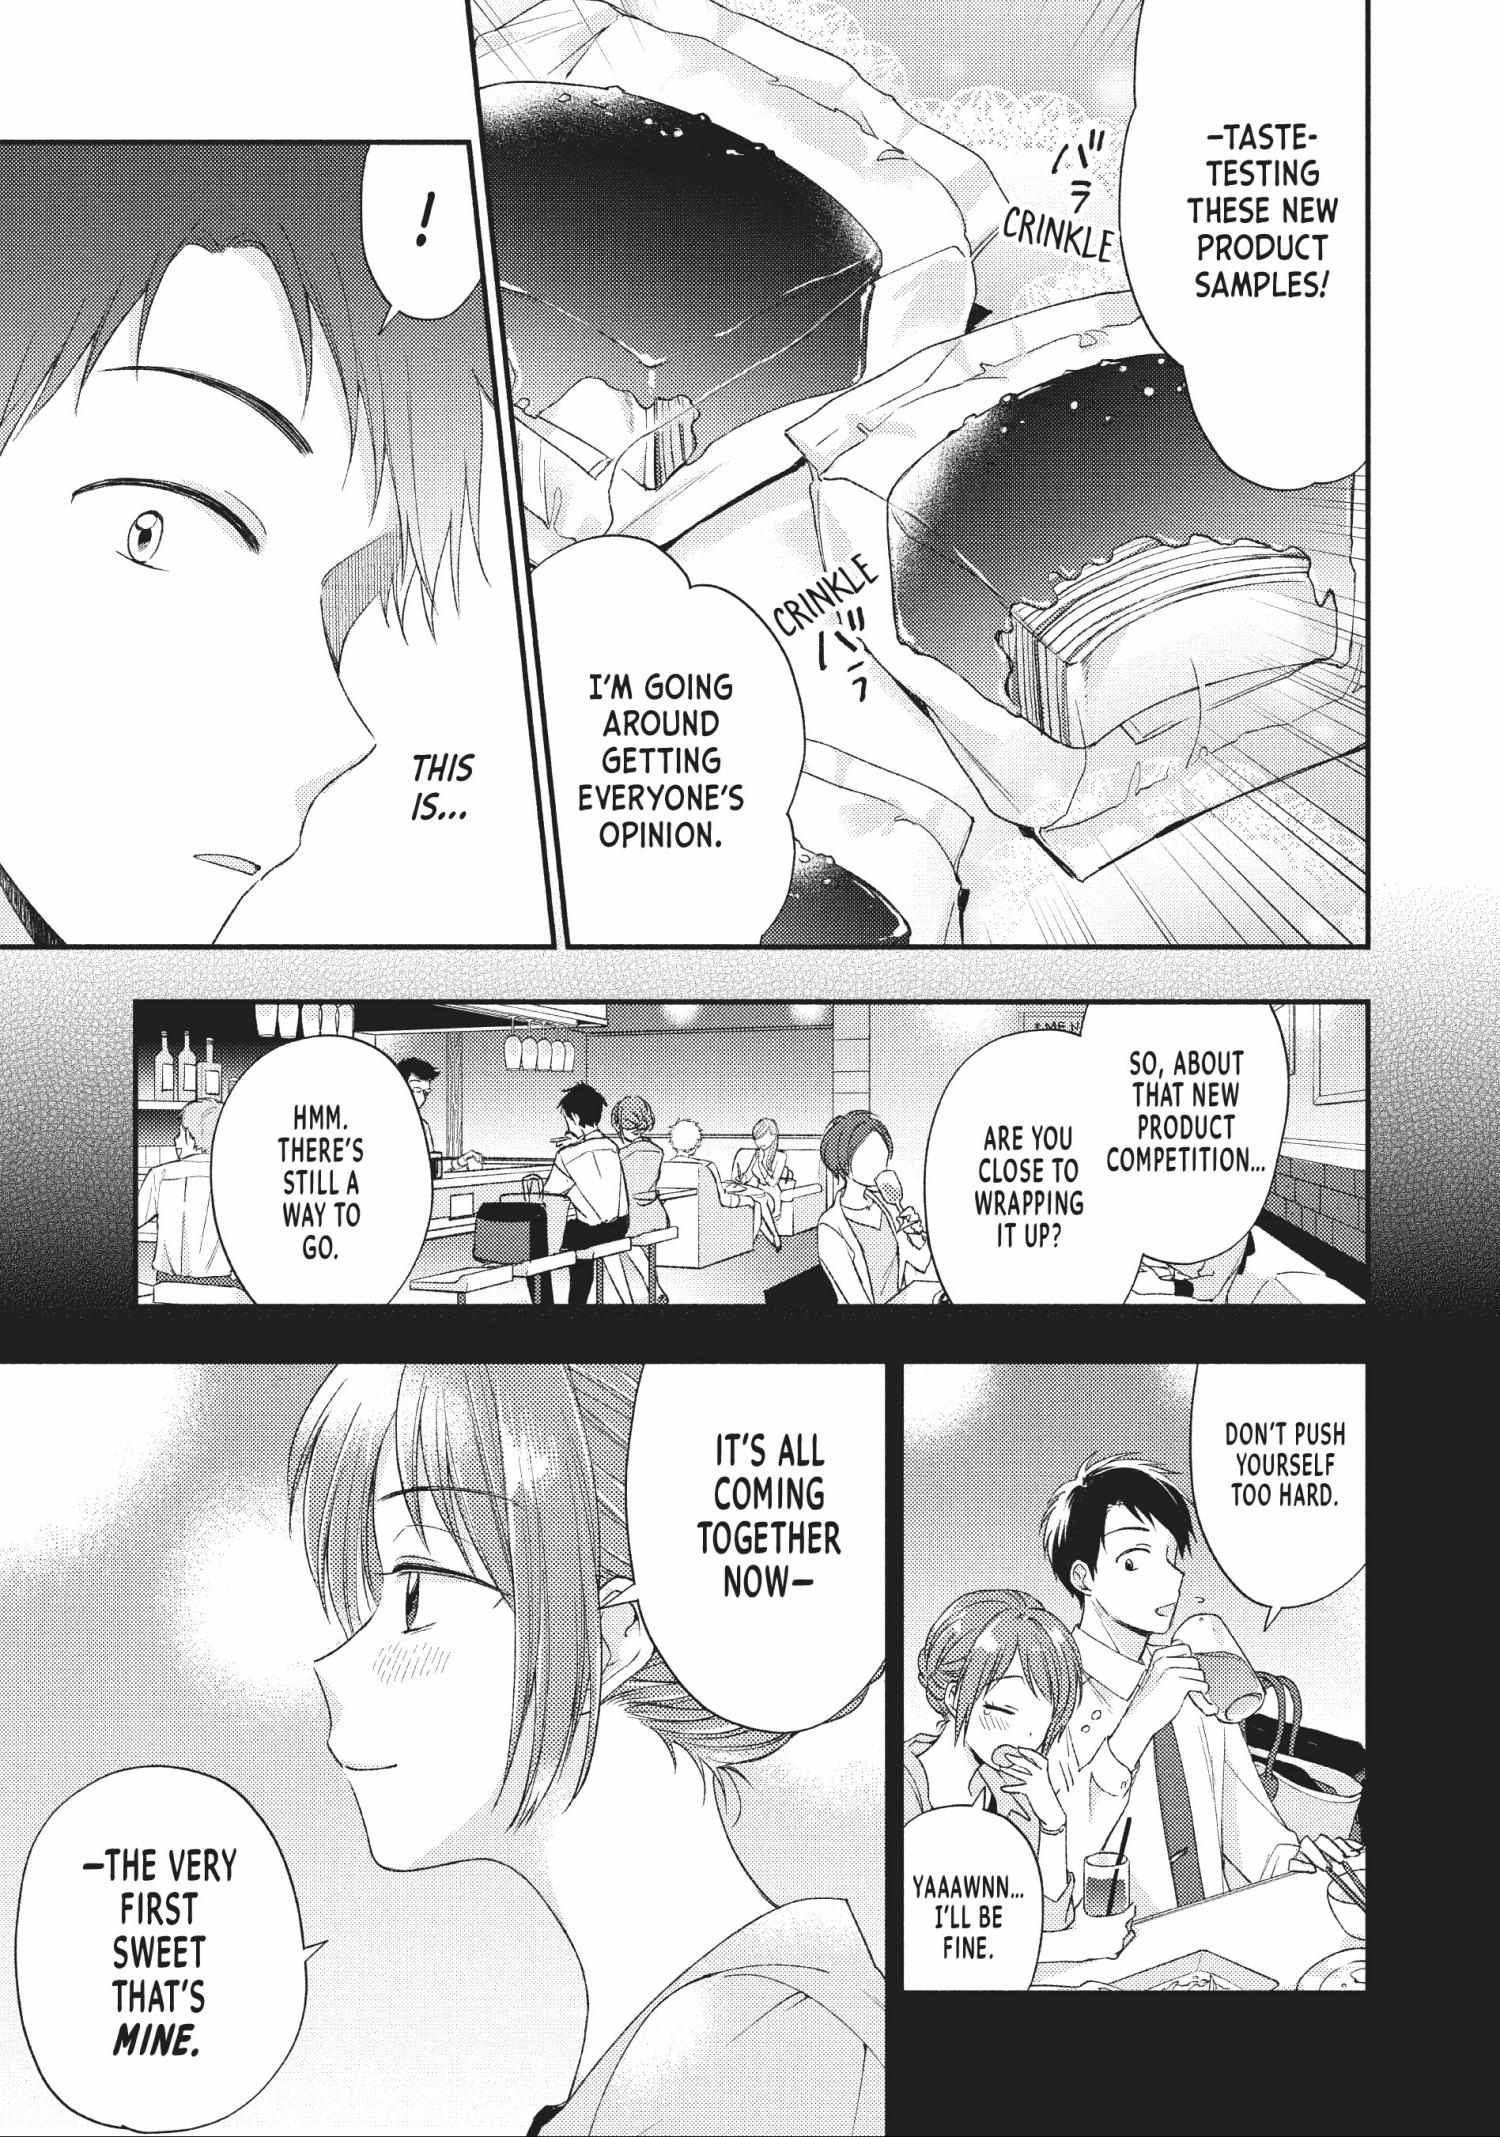 —TASTE-
TESTING
THESE NEW
PRODUCT
SAMPLES!
バラ
CRINKLE
CRINKLE
バラ
I'M GOING
AROUND
GETTING
EVERYONE'S
OPINION.
!
THIS
IS...
SO, ABOUT
THAT NEW
PRODUCT
COMPETITION...
ARE YOU
CLOSE TO
WRAPPING
IT UP?
HMM.
THERE'S
STILL A
WAY TO
GO.
DON'T PUSH
YOURSELF
TOO HARD.
YAAAWNN...
I'LL BE
FINE.
IT'S ALL
COMING
TOGETHER
NOW—
—THE VERY
FIRST
SWEET
THAT'S
MINE.